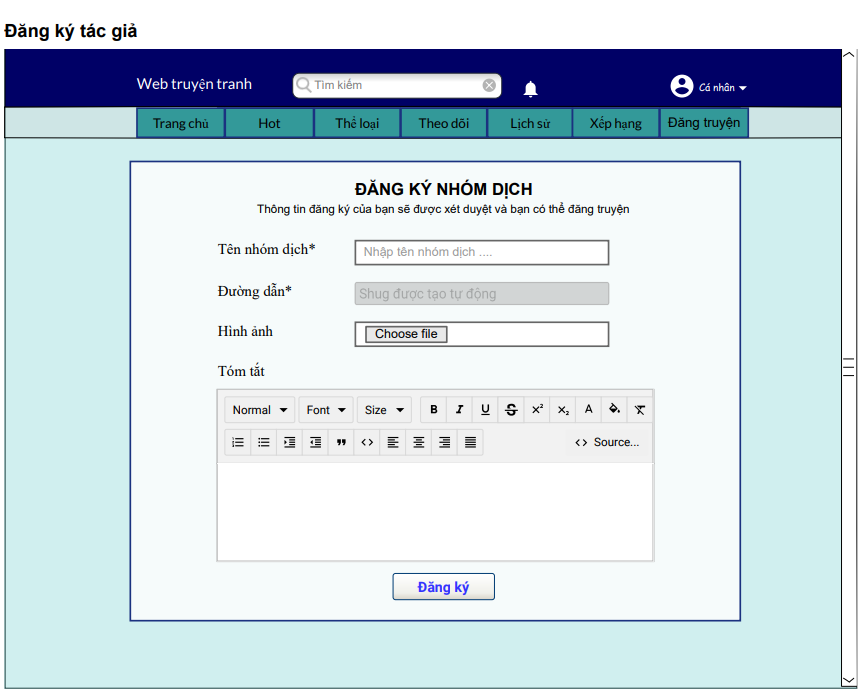 Đăng ký tác giả
Web truyện tranh
Tìm kiếm
Cá nhân
Trang chủ
Hot
Thể loại
Theo dõi
Lịch sử
Xếp hạng
Đăng truyện
ĐĂNG KÝ NHÓM DỊCH
Thông tin đăng ký của bạn sẽ được xét duyệt và bạn có thể đăng truyện
Tên nhóm dịch*
Nhập tên nhóm dịch ....
Đường dẫn*
Shug được tạo tự động
Hình ảnh
Choose file
Tóm tắt
Normal
Font
Size
B I U S X² X₂ A
Source...
Đăng ký